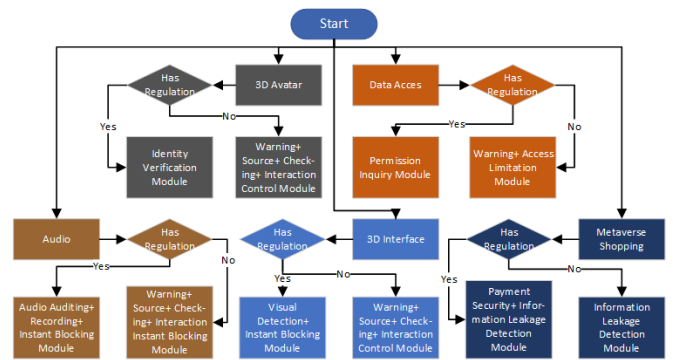 Start
Has
Regulation
3D Avatar
Data Acces
Has
Regulation
Yes
No
Yes
No
Identity
Verification
Module
Warning+
Source+ Check-
ing+ Interaction
Control Module
Permission
Inquiry Module
Warning+ Access
Limitation
Module
Audio
Has
Regulation
Has
Regulation
3D Interface
Has
Regulation
Metaverse
Shopping
Yes
No
Yes
No
Yes
No
Audio Auditing+
Recording+
Instant Blocking
Module
Warning+
Source+ Check-
ing+ Interaction
Instant Blocking
Module
Visual
Detection+
Instant Blocking
Module
Warning+
Source+ Check-
ing+ Interaction
Control Module
Payment
Security+ Infor-
mation Leakage
Detection
Module
Information
Leakage
Detection
Module